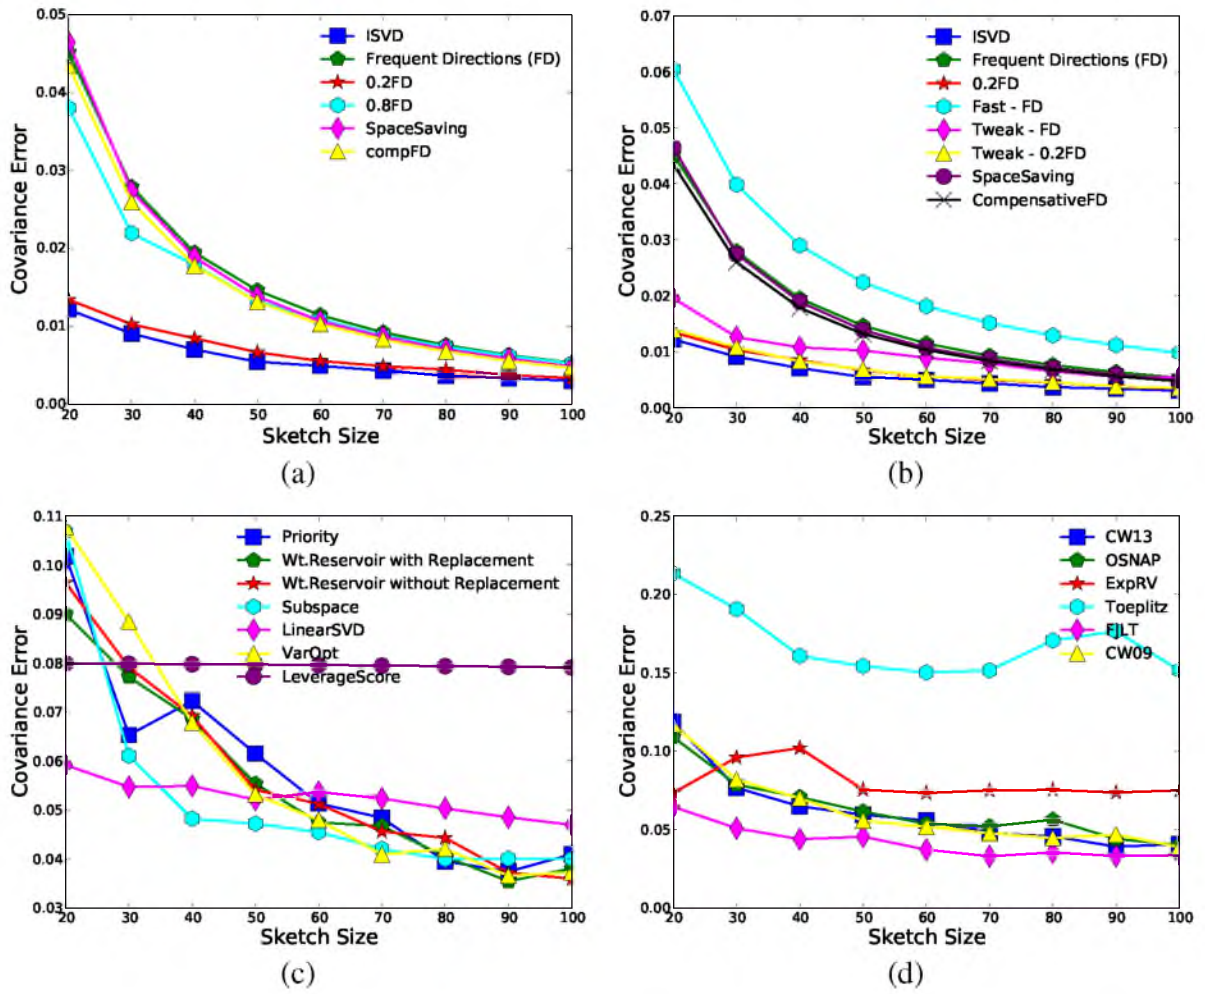 0.05
0.04
0.03
0.02
0.01
0.00
Covariance Error
ISVD
Frequent Directions (FD)
0.2FD
0.8FD
SpaceSaving
compFD
20 30 40 50 60 70 80 90 100
Sketch Size
(a)
0.07
0.06
0.05
0.04
0.03
0.02
0.01
0.00
Covariance Error
ISVD
Frequent Directions (FD)
0.2FD
Fast - FD
Tweak - FD
Tweak - 0.2FD
SpaceSaving
CompensativeFD
20 30 40 50 60 70 80 90 100
Sketch Size
(b)
0.11
0.10
0.09
0.08
0.07
0.06
0.05
0.04
0.03
Covariance Error
Priority
Wt.Reservoir with Replacement
Wt.Reservoir without Replacement
Subspace
LinearSVD
VarOpt
LeverageScore
20 30 40 50 60 70 80 90 100
Sketch Size
(c)
0.25
0.20
0.15
0.10
0.05
0.00
Covariance Error
CW13
OSNAP
ExpRV
Toeplitz
FJLT
CW09
20 30 40 50 60 70 80 90 100
Sketch Size
(d)